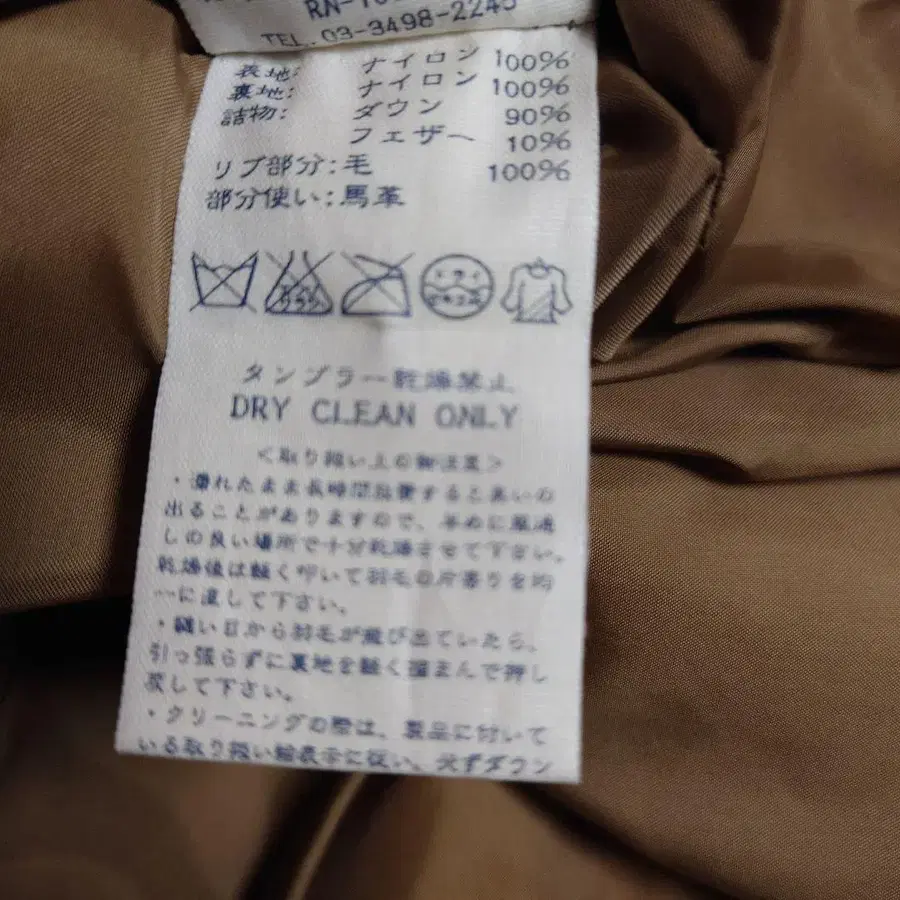 RN-10
TEL. 03-3498-2245
表地: ナイロン 100%
裏地: ナイロン 100%
詰物: ダウン 90%
フェザー 10%
リブ部分:毛 100%
部分使い:馬革
タンブラー乾燥禁止
DRY CLEAN ONLY
<取り扱い上の御注意>
・濡れたまま長時間放置すると臭いの
出ることがありますので、早めに風通
しの良い場所で十分乾燥させて下さい。
乾燥後は軽く叩いて羽毛の片寄りを均
一に直して下さい。
・縫い目から羽毛が飛び出ていたら、
引っ張らずに裏地を軽く摘まんで押し
戻して下さい。
・クリーニングの際は、製品に付いて
いる取り扱い絵表示に従い、必ずダウン